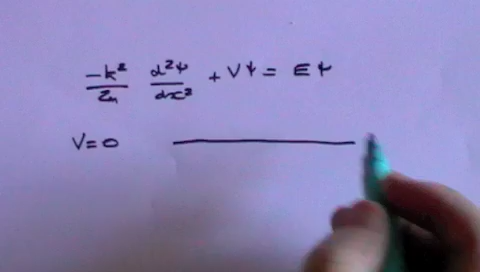 -ħ²/2m d²Ψ/dx² + VΨ = EΨ
V=0